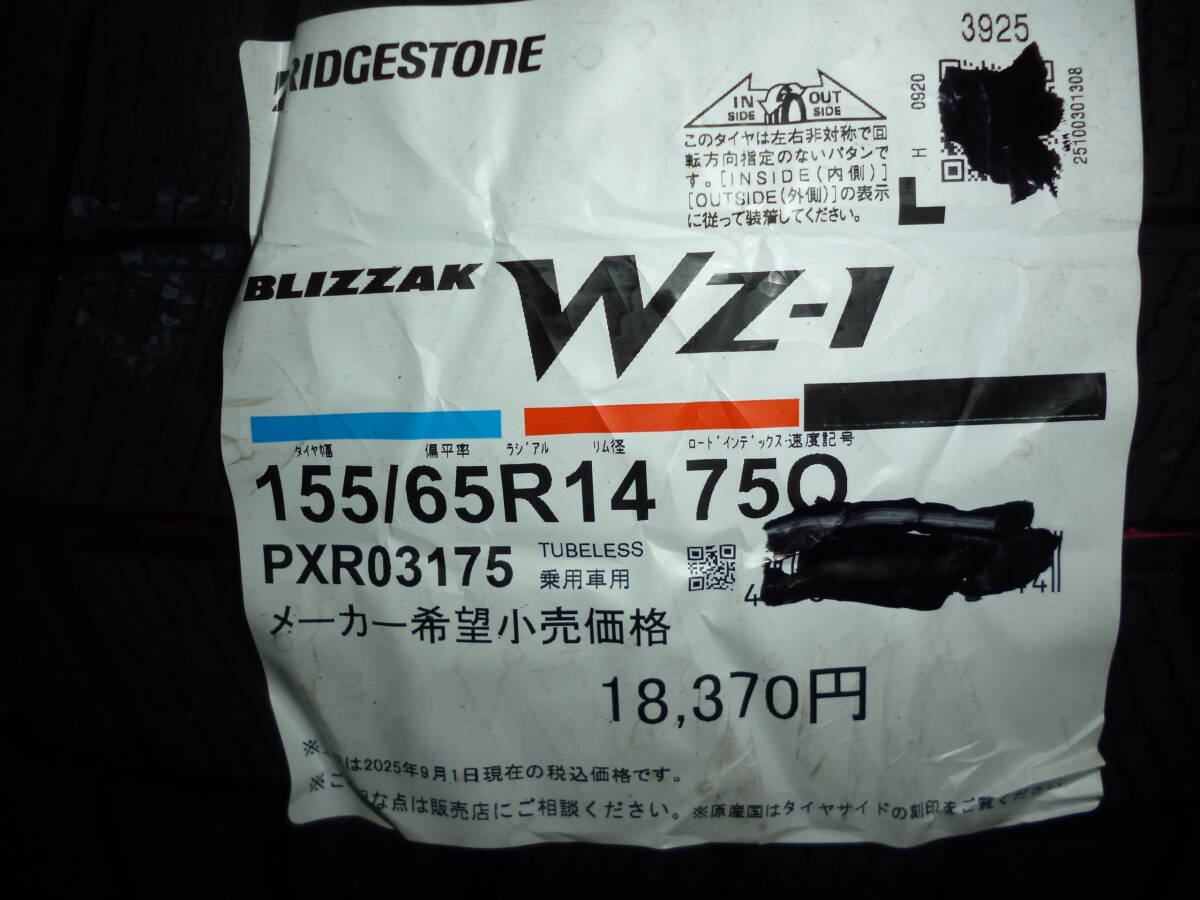 RIDGESTONE
3925
IN SIDE
OUT SIDE
このタイヤは左右非対称で回
転方向指定のないパタンで
す。[INSIDE(内側)]
[OUTSIDE(外側)]の表示
に従って装着してください。
H 0920
25100301308
L
BLIZZAK WZ-1
タイヤ幅 偏平率 ラジアル リム径 ロードインデックス・速度記号
155/65R14 75Q
PXR03175 TUBELESS
乗用車用
メーカー希望小売価格
18,370円
は2025年9月1日現在の税込価格です。
な点は販売店にご相談ください。※原産国はタイヤサイドの刻印をご覧ください